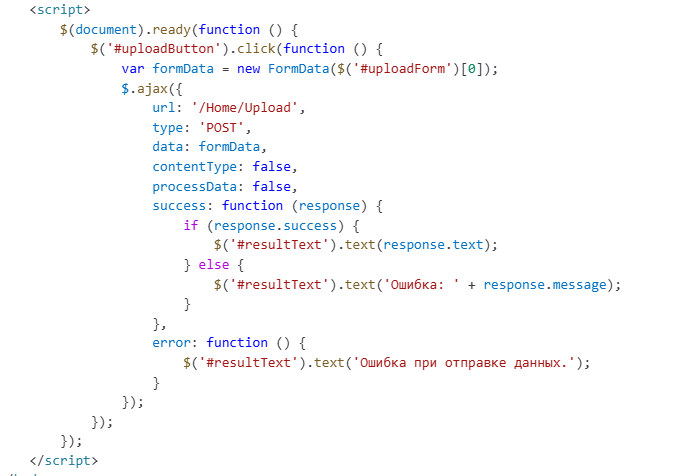 <script>
$(document).ready(function () {
$('#uploadButton').click(function () {
var formData = new FormData($('#uploadForm')[0]);
$.ajax({
url: '/Home/Upload',
type: 'POST',
data: formData,
contentType: false,
processData: false,
success: function (response) {
if (response.success) {
$('#resultText').text(response.text);
} else {
$('#resultText').text('Ошибка: ' + response.message);
}
},
error: function () {
$('#resultText').text('Ошибка при отправке данных.');
}
});
});
});
</script>